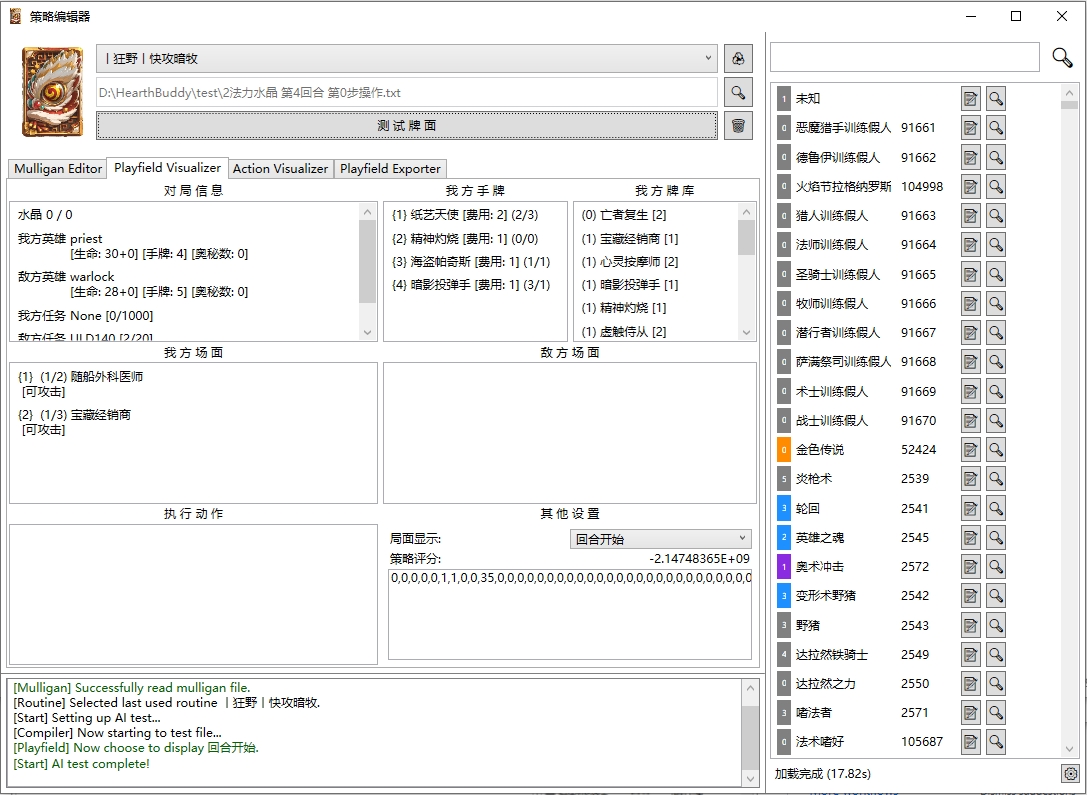 策略编辑器
丨狂野丨快攻暗牧
D:\HearthBuddy\test\2法力水晶 第4回合 第0步操作.txt
测试牌面
Mulligan Editor
Playfield Visualizer
Action Visualizer
Playfield Exporter
对局信息
水晶 0 / 0
我方英雄 priest
[生命: 30+0] [手牌: 4] [奥秘数: 0]
敌方英雄 warlock
[生命: 28+0] [手牌: 5] [奥秘数: 0]
我方任务 None [0/1000]
敌方任务 ULD140 [2/20]
我方手牌
{1} 纸艺天使 [费用: 2] (2/3)
{2} 精神灼烧 [费用: 1] (0/0)
{3} 海盗帕奇斯 [费用: 1] (1/1)
{4} 暗影投弹手 [费用: 1] (3/1)
我方牌库
(0) 亡者复生 [2]
(1) 宝藏经销商 [1]
(1) 心灵按摩师 [2]
(1) 暗影投弹手 [1]
(1) 精神灼烧 [1]
(1) 虚触侍从 [2]
我方场面
{1} (1/2) 随船外科医师
[可攻击]
{2} (1/3) 宝藏经销商
[可攻击]
敌方场面
执行动作
其他设置
局面显示:
回合开始
策略评分:
-2.14748365E+09
0,0,0,0,0,1,1,0,0,35,0,0,0,0,0,0,0,0,0,0,0,0,0,0,0,0,0,0,0,0,0,0,0,0,0,0
[Mulligan] Successfully read mulligan file.
[Routine] Selected last used routine 丨狂野丨快攻暗牧.
[Start] Setting up AI test...
[Compiler] Now starting to test file...
[Playfield] Now choose to display 回合开始.
[Start] AI test complete!
1 未知
0 恶魔猎手训练假人 91661
0 德鲁伊训练假人 91662
0 火焰节拉格纳罗斯 104998
0 猎人训练假人 91663
0 法师训练假人 91664
0 圣骑士训练假人 91665
0 牧师训练假人 91666
0 潜行者训练假人 91667
0 萨满祭司训练假人 91668
0 术士训练假人 91669
0 战士训练假人 91670
0 金色传说 52424
5 炎枪术 2539
3 轮回 2541
2 英雄之魂 2545
1 奥术冲击 2572
3 变形术野猪 2542
3 野猪 2543
4 达拉然铁骑士 2549
0 达拉然之力 2550
3 嗜法者 2571
0 法术嗜好 105687
加载完成 (17.82s)